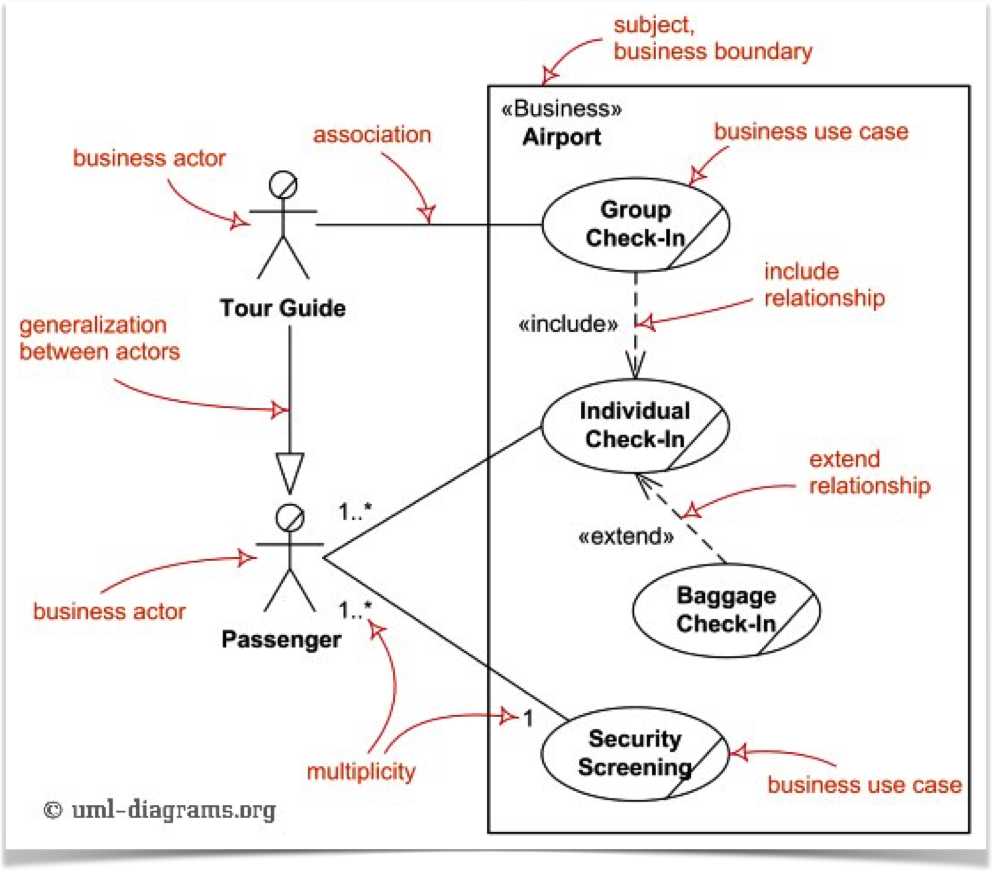 subject,
business boundary
«Business»
Airport
business use case
association
business actor
Group
Check-In
include
relationship
Tour Guide
«include»
generalization
between actors
Individual
Check-In
extend
relationship
1..*
«extend»
Baggage
Check-In
business actor
1..*
Passenger
1
Security
Screening
multiplicity
business use case
© uml-diagrams.org